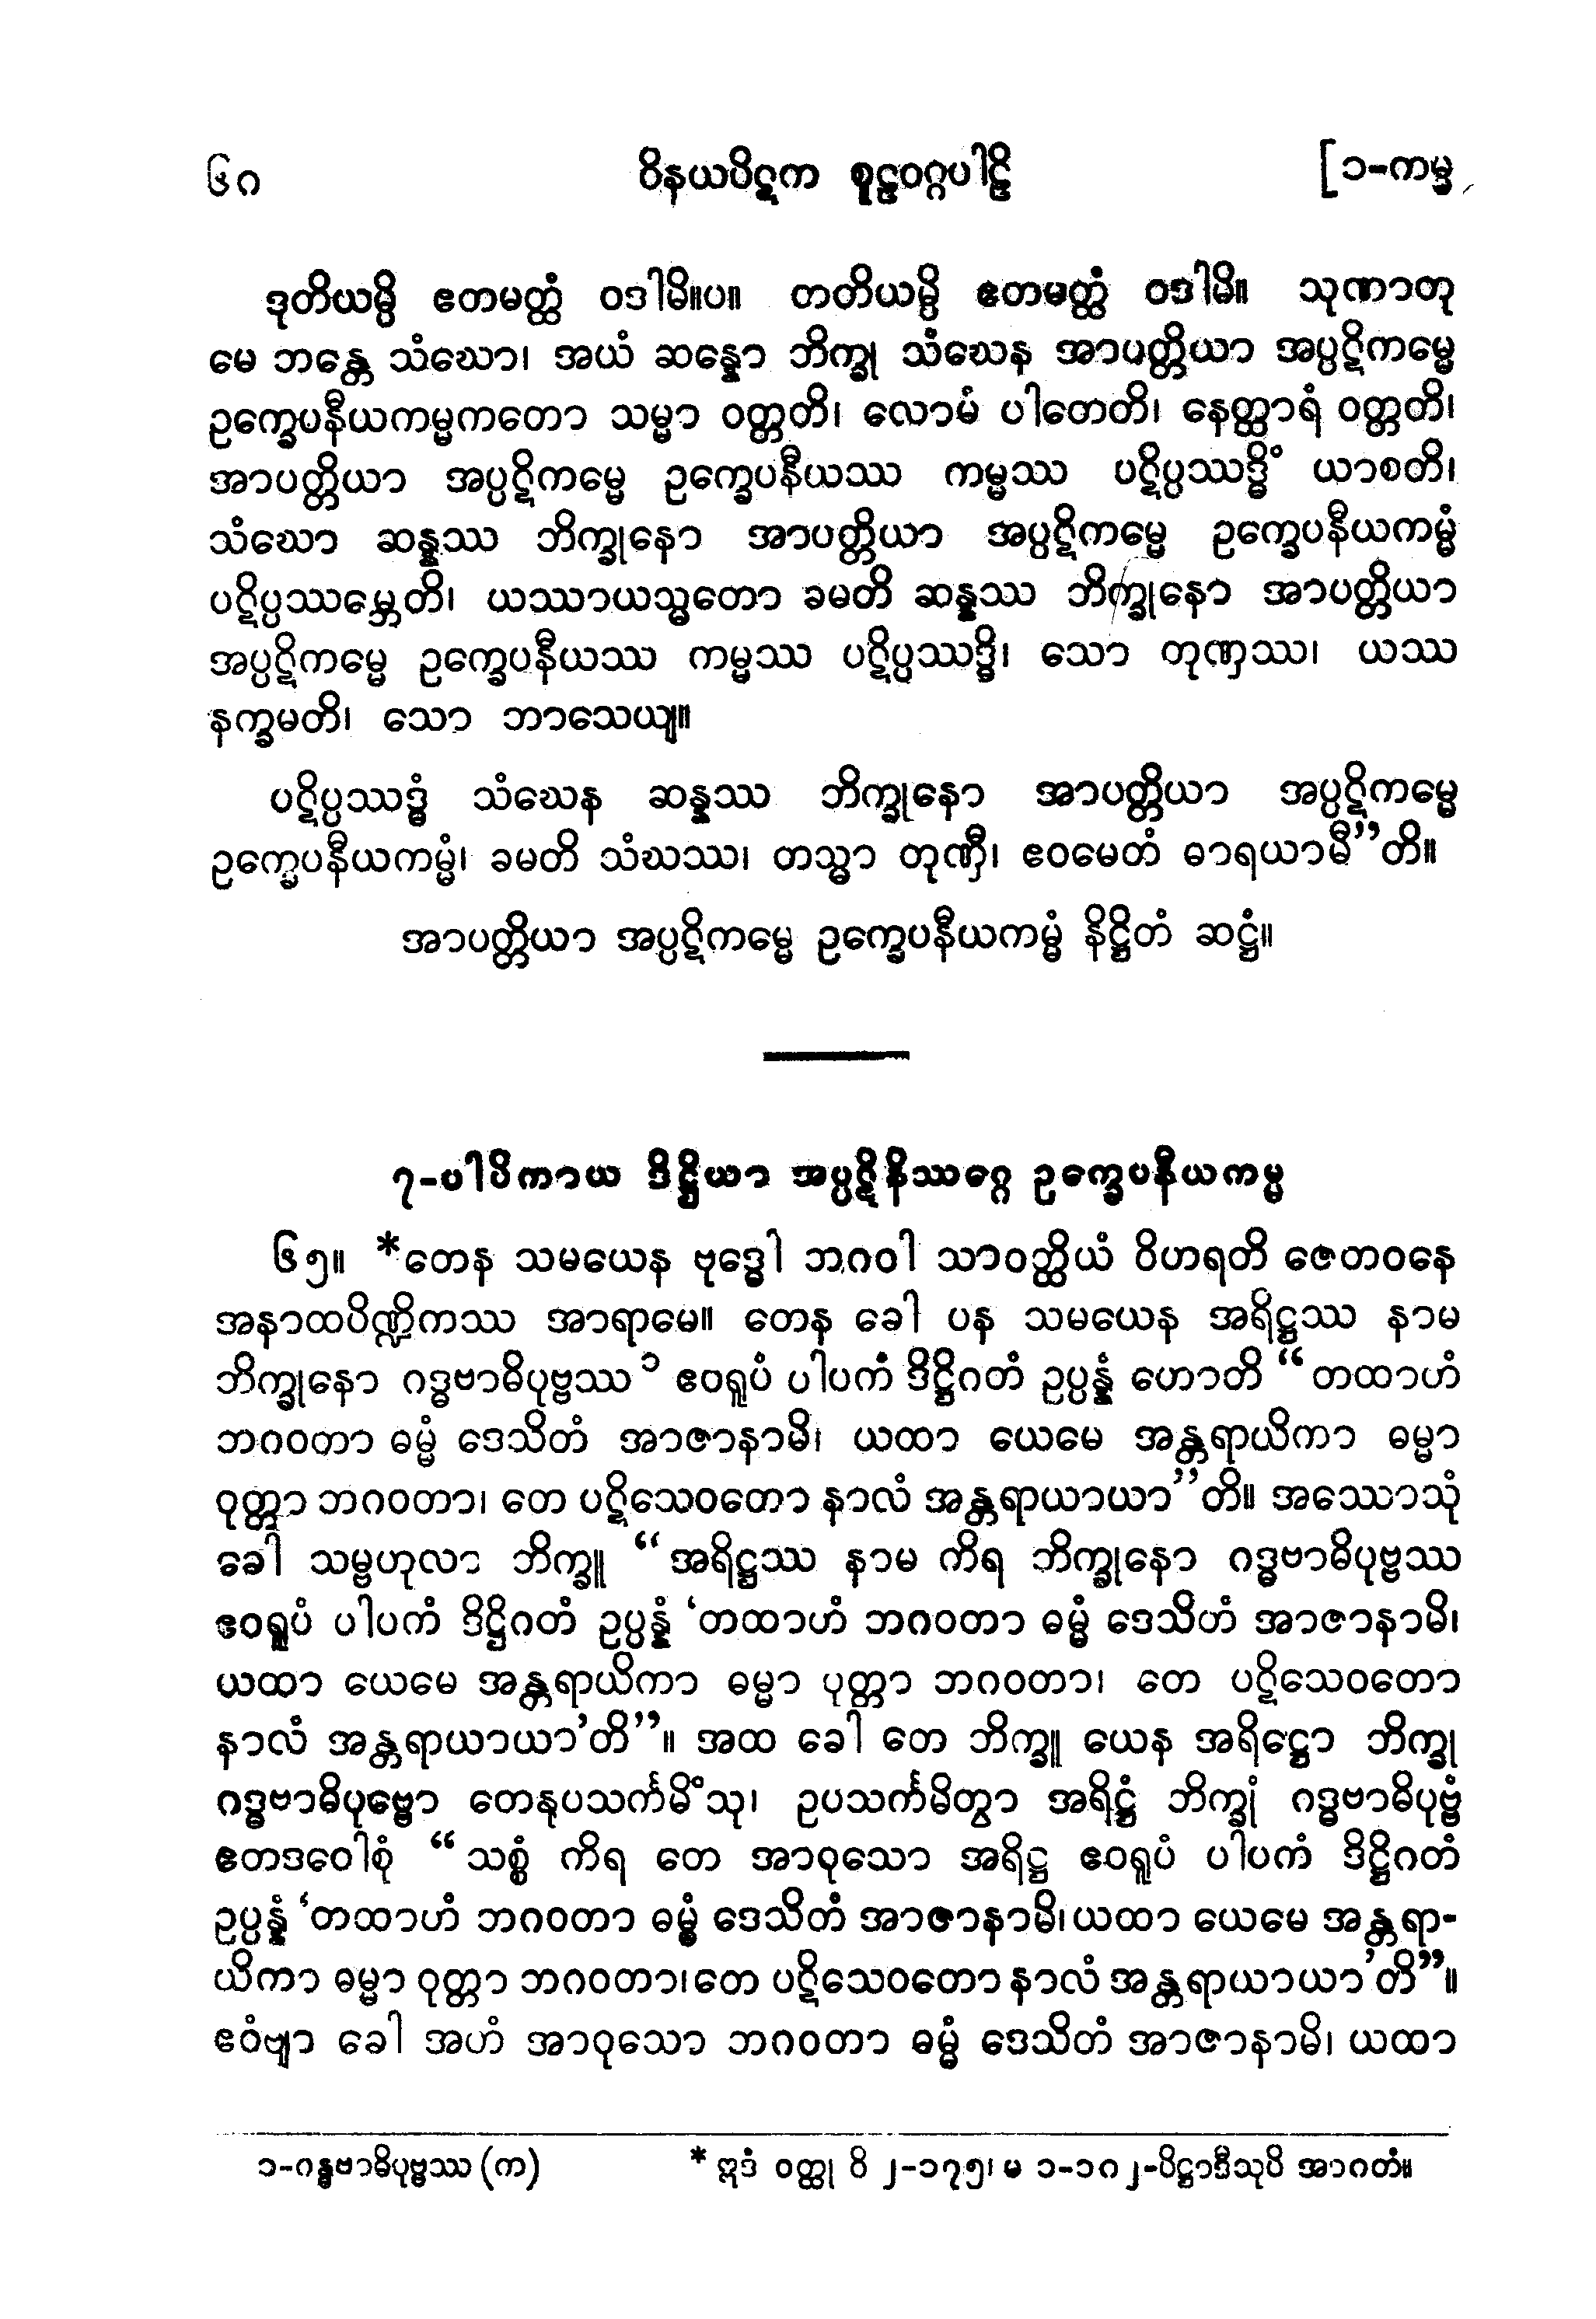 ၆၈ ဝိနယပိဋက စူဠဝဂ္ဂပါဠိ [၁-ကမ္မ
ဒုတိယမ္ပိ ဧတမတ္ထံ ဝဒါမိ။ပ။ တတိယမ္ပိ ဧတမတ္ထံ ဝဒါမိ။ သုဏာတု
မေ ဘန္တေ သံဃော၊ အယံ ဆန္နော ဘိက္ခု သံဃေန အာပတ္တိယာ အပ္ပဋိကမ္မေ
ဥက္ခေပနီယကမ္မကတော သမ္မာ ဝတ္တတိ၊ လောမံ ပါတေတိ၊ နေတ္ထာရံ ဝတ္တတိ၊
အာပတ္တိယာ အပ္ပဋိကမ္မေ ဥက္ခေပနီယဿ ကမ္မဿ ပဋိပ္ပဿဒ္ဓိံ ယာစတိ၊
သံဃော ဆန္နဿ ဘိက္ခုနော အာပတ္တိယာ အပ္ပဋိကမ္မေ ဥက္ခေပနီယကမ္မံ
ပဋိပ္ပဿမ္ဘေတိ၊ ယဿာယသ္မတော ခမတိ ဆန္နဿ ဘိက္ခုနော အာပတ္တိယာ
အပ္ပဋိကမ္မေ ဥက္ခေပနီယဿ ကမ္မဿ ပဋိပ္ပဿဒ္ဓိ၊ သော တုဏှဿ၊ ယဿ
နက္ခမတိ၊ သော ဘာသေယျ။
ပဋိပ္ပဿဒ္ဓံ သံဃေန ဆန္နဿ ဘိက္ခုနော အာပတ္တိယာ အပ္ပဋိကမ္မေ
ဥက္ခေပနီယကမ္မံ၊ ခမတိ သံဃဿ၊ တသ္မာ တုဏှီ၊ ဧဝမေတံ ဓာရယာမီ”တိ။
အာပတ္တိယာ အပ္ပဋိကမ္မေ ဥက္ခေပနီယကမ္မံ နိဋ္ဌိတံ ဆဋ္ဌံ။
၇-ပါပိကာယ ဒိဋ္ဌိယာ အပ္ပဋိနိဿဂ္ဂေ ဥက္ခေပနီယကမ္မ
၆၅။ *တေန သမယေန ဗုဒ္ဓေါ ဘဂဝါ သာဝတ္ထိယံ ဝိဟရတိ ဇေတဝနေ
အနာထပိဏ္ဍိကဿ အာရာမေ။ တေန ခေါ ပန သမယေန အရိဋ္ဌဿ နာမ
ဘိက္ခုနော ဂဒ္ဓဗာဓိပုဗ္ဗဿ ၁ ဧဝရူပံ ပါပကံ ဒိဋ္ဌိဂတံ ဥပ္ပန္နံ ဟောတိ “တထာဟံ
ဘဂဝတာ ဓမ္မံ ဒေသိတံ အာဇာနာမိ၊ ယထာ ယေမေ အန္တရာယိကာ ဓမ္မာ
ဝုတ္တာ ဘဂဝတာ၊ တေ ပဋိသေဝတော နာလံ အန္တရာယာယာ”တိ။ အဿောသုံ
ခေါ သမ္ဗဟုလာ ဘိက္ခူ “အရိဋ္ဌဿ နာမ ကိရ ဘိက္ခုနော ဂဒ္ဓဗာဓိပုဗ္ဗဿ
ဧဝရူပံ ပါပကံ ဒိဋ္ဌိဂတံ ဥပ္ပန္နံ ‘တထာဟံ ဘဂဝတာ ဓမ္မံ ဒေသိတံ အာဇာနာမိ၊
ယထာ ယေမေ အန္တရာယိကာ ဓမ္မာ ဝုတ္တာ ဘဂဝတာ၊ တေ ပဋိသေဝတော
နာလံ အန္တရာယာယာ’တိ”။ အထ ခေါ တေ ဘိက္ခူ ယေန အရိဋ္ဌော ဘိက္ခု
ဂဒ္ဓဗာဓိပုဗ္ဗော တေနုပသင်္ကမိံသု၊ ဥပသင်္ကမိတွာ အရိဋ္ဌံ ဘိက္ခုံ ဂဒ္ဓဗာဓိပုဗ္ဗံ
ဧတဒဝေါစုံ “သစ္စံ ကိရ တေ အာဝုသော အရိဋ္ဌ ဧဝရူပံ ပါပကံ ဒိဋ္ဌိဂတံ
ဥပ္ပန္နံ ‘တထာဟံ ဘဂဝတာ ဓမ္မံ ဒေသိတံ အာဇာနာမိ၊ယထာ ယေမေ အန္တရာ-
ယိကာ ဓမ္မာ ဝုတ္တာ ဘဂဝတာ၊တေ ပဋိသေဝတော နာလံ အန္တရာယာယာ’တိ”။
ဧဝံဗျာ ခေါ အဟံ အာဝုသော ဘဂဝတာ ဓမ္မံ ဒေသိတံ အာဇာနာမိ၊ ယထာ
၁-ဂန္ဓဗာဓိပုဗ္ဗဿ (က) * ဣဒံ ဝတ္ထု ဝိ ၂-၁၇၅၊ မ ၁-၁၈၂-ပိဋ္ဌာဒီသုပိ အာဂတံ။